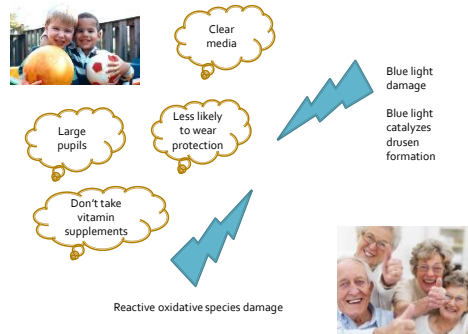 Clear
media
Blue light
damage
Blue light
catalyzes
drusen
formation
Less likely
to wear
protection
Large
pupils
Don't take
vitamin
supplements
Reactive oxidative species damage